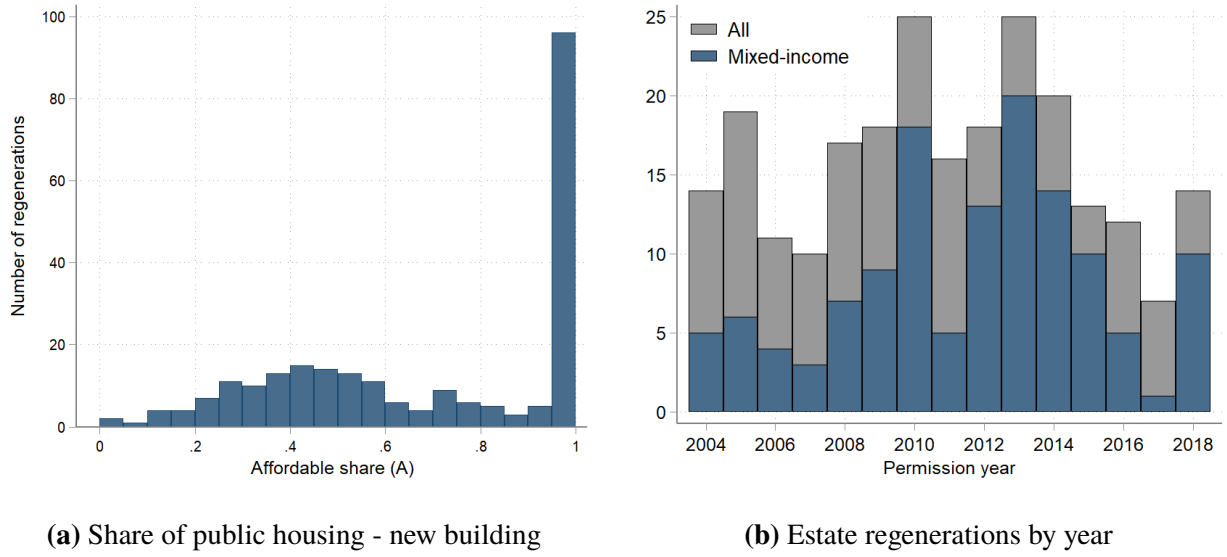 100
80
60
40
20
0
Number of regenerations
0 .2 .4 .6 .8 1
Affordable share (A)
(a) Share of public housing - new building
25
20
15
10
5
0
All
Mixed-income
2004 2006 2008 2010 2012 2014 2016 2018
Permission year
(b) Estate regenerations by year